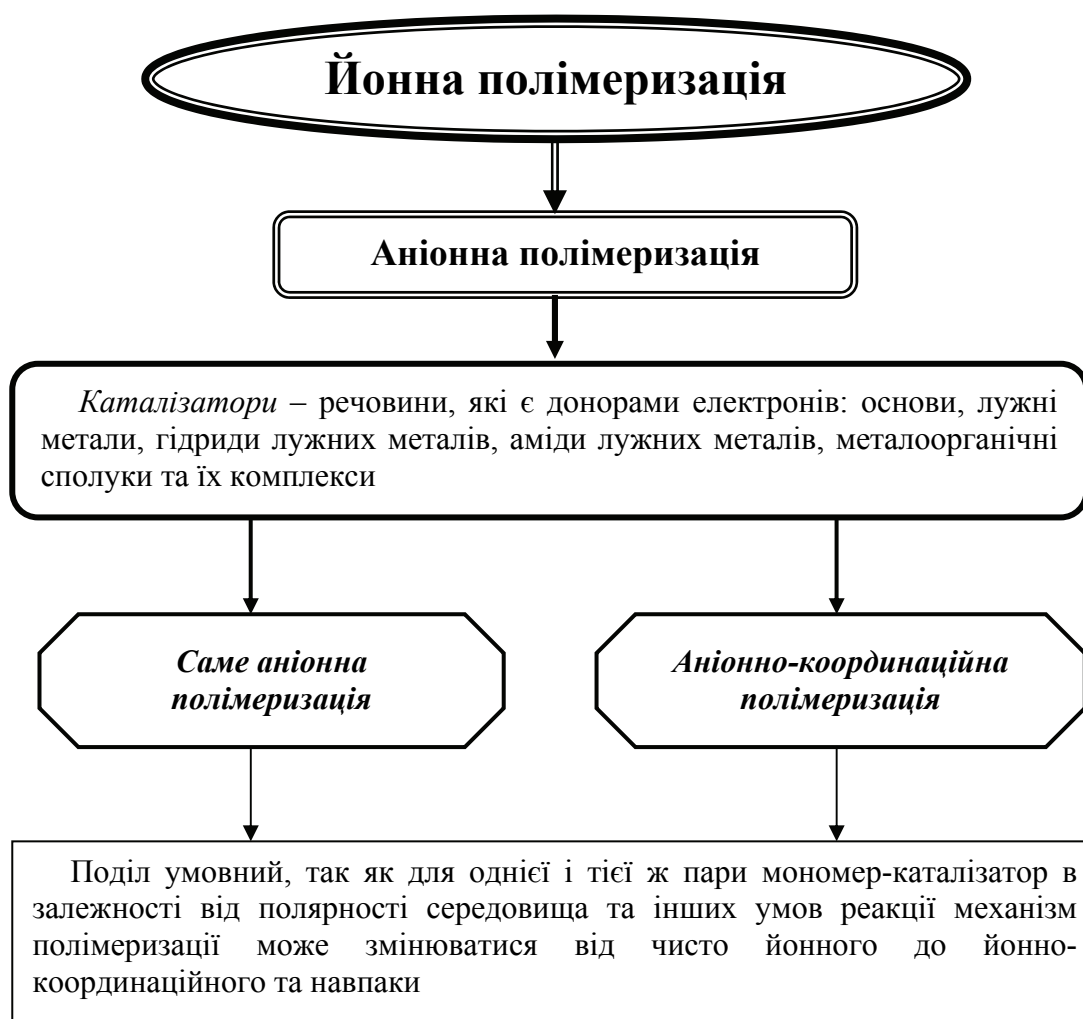 Йонна полімеризація
Аніонна полімеризація
Каталізатори – речовини, які є донорами електронів: основи, лужні
метали, гідриди лужних металів, аміди лужних металів, металоорганічні
сполуки та їх комплекси
Саме аніонна
полімеризація
Аніонно-координаційна
полімеризація
Поділ умовний, так як для однієї і тієї ж пари мономер-каталізатор в
залежності від полярності середовища та інших умов реакції механізм
полімеризації може змінюватися від чисто йонного до йонно-
координаційного та навпаки